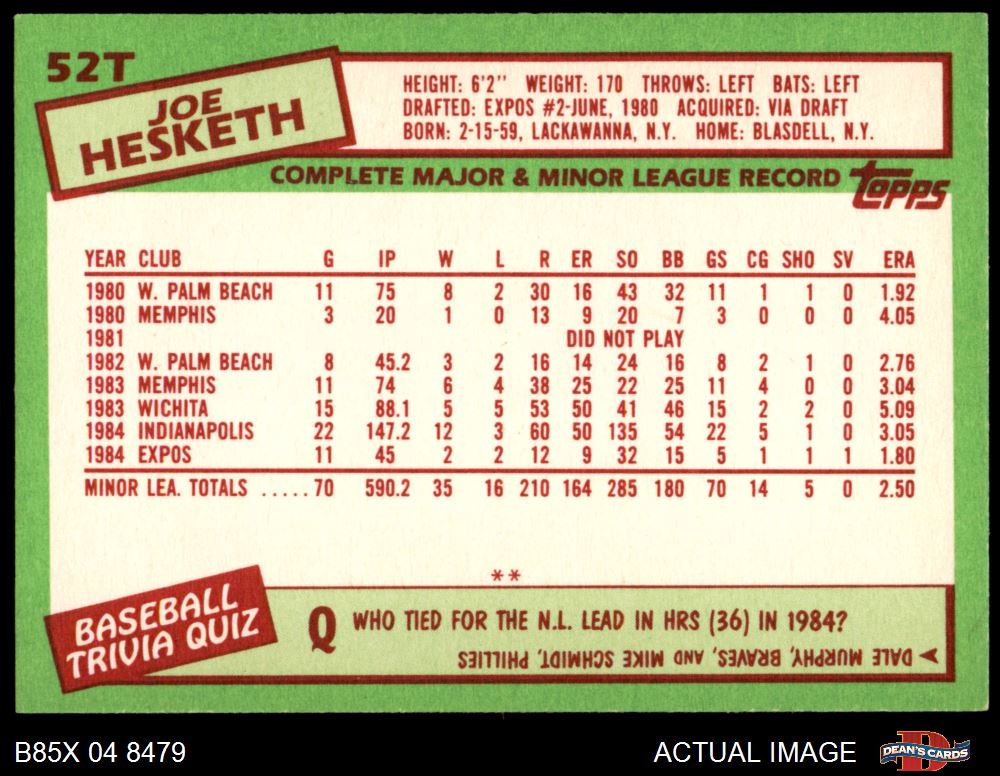 52T
JOE
HESKETH
HEIGHT: 6'2" WEIGHT: 170 THROWS: LEFT BATS: LEFT
DRAFTED: EXPOS #2-JUNE, 1980 ACQUIRED: VIA DRAFT
BORN: 2-15-59, LACKAWANNA, N.Y. HOME: BLASDELL, N.Y.
COMPLETE MAJOR & MINOR LEAGUE RECORD topps
YEAR CLUB G IP W L R ER SO BB GS CG SHO SV ERA
1980 W. PALM BEACH 11 75 8 2 30 16 43 32 11 1 1 0 1.92
1980 MEMPHIS 3 20 1 0 13 9 20 7 3 0 0 0 4.05
1981 DID NOT PLAY
1982 W. PALM BEACH 8 45.2 3 2 16 14 24 16 8 2 1 0 2.76
1983 MEMPHIS 11 74 6 4 38 25 22 25 11 4 0 0 3.04
1983 WICHITA 15 88.1 5 5 53 50 41 46 15 2 2 0 5.09
1984 INDIANAPOLIS 22 147.2 12 3 60 50 135 54 22 5 1 0 3.05
1984 EXPOS 11 45 2 2 12 9 32 15 5 1 1 1 1.80
MINOR LEA. TOTALS .....70 590.2 35 16 210 164 285 180 70 14 5 0 2.50
**
BASEBALL
TRIVIA QUIZ
Q WHO TIED FOR THE N.L. LEAD IN HRS (36) IN 1984?
DALE MURPHY, BRAVES, AND MIKE SCHMIDT, PHILLIES
B85X 04 8479
ACTUAL IMAGE
D
DEAN'S CARDS